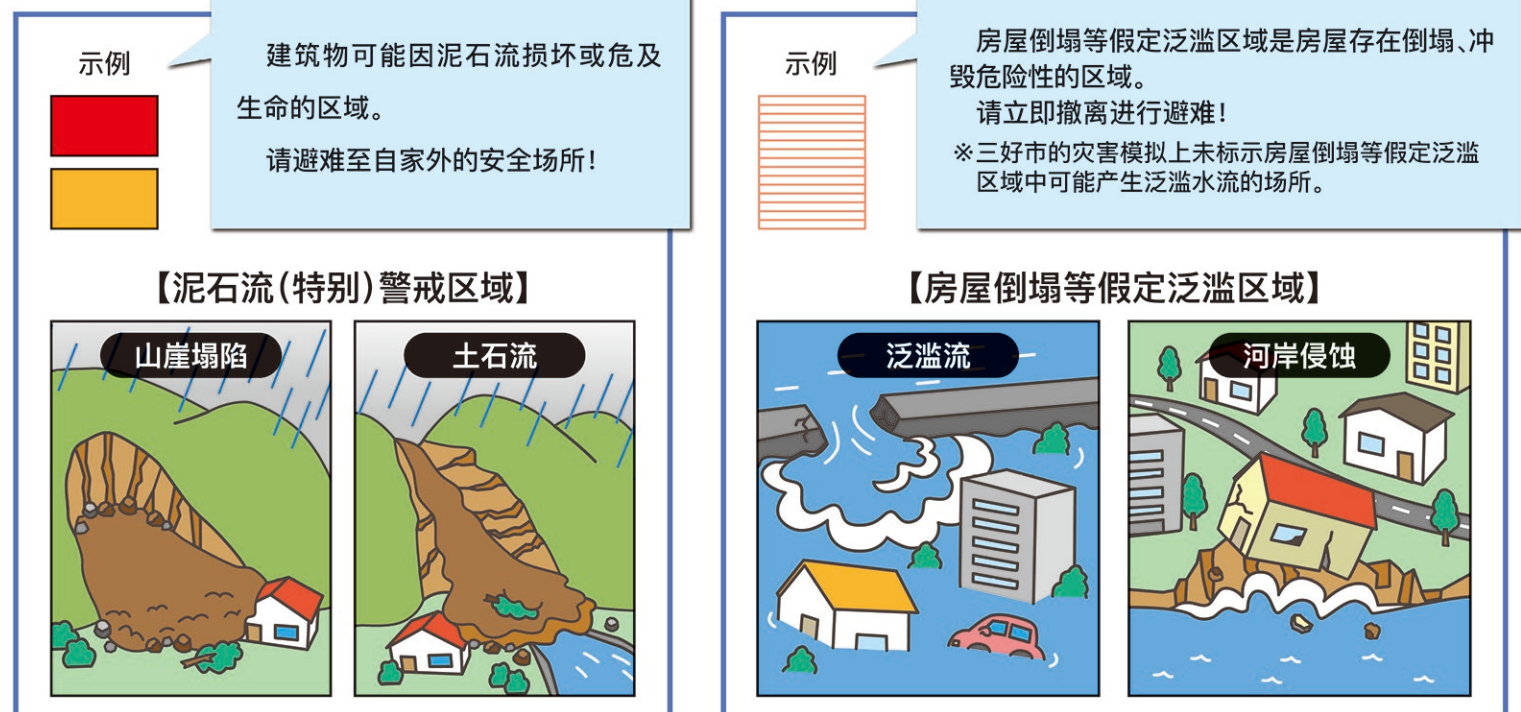 示例
建筑物可能因泥石流损坏或危及
生命的区域。
请避难至自家外的安全场所!
【泥石流(特别)警戒区域】
山崖塌陷
土石流
示例
房屋倒塌等假定泛滥区域是房屋存在倒塌、冲
毁危险性的区域。
请立即撤离进行避难!
※三好市的灾害模拟上未标示房屋倒塌等假定泛滥
区域中可能产生泛滥水流的场所。
【房屋倒塌等假定泛滥区域】
泛滥流
河岸侵蚀